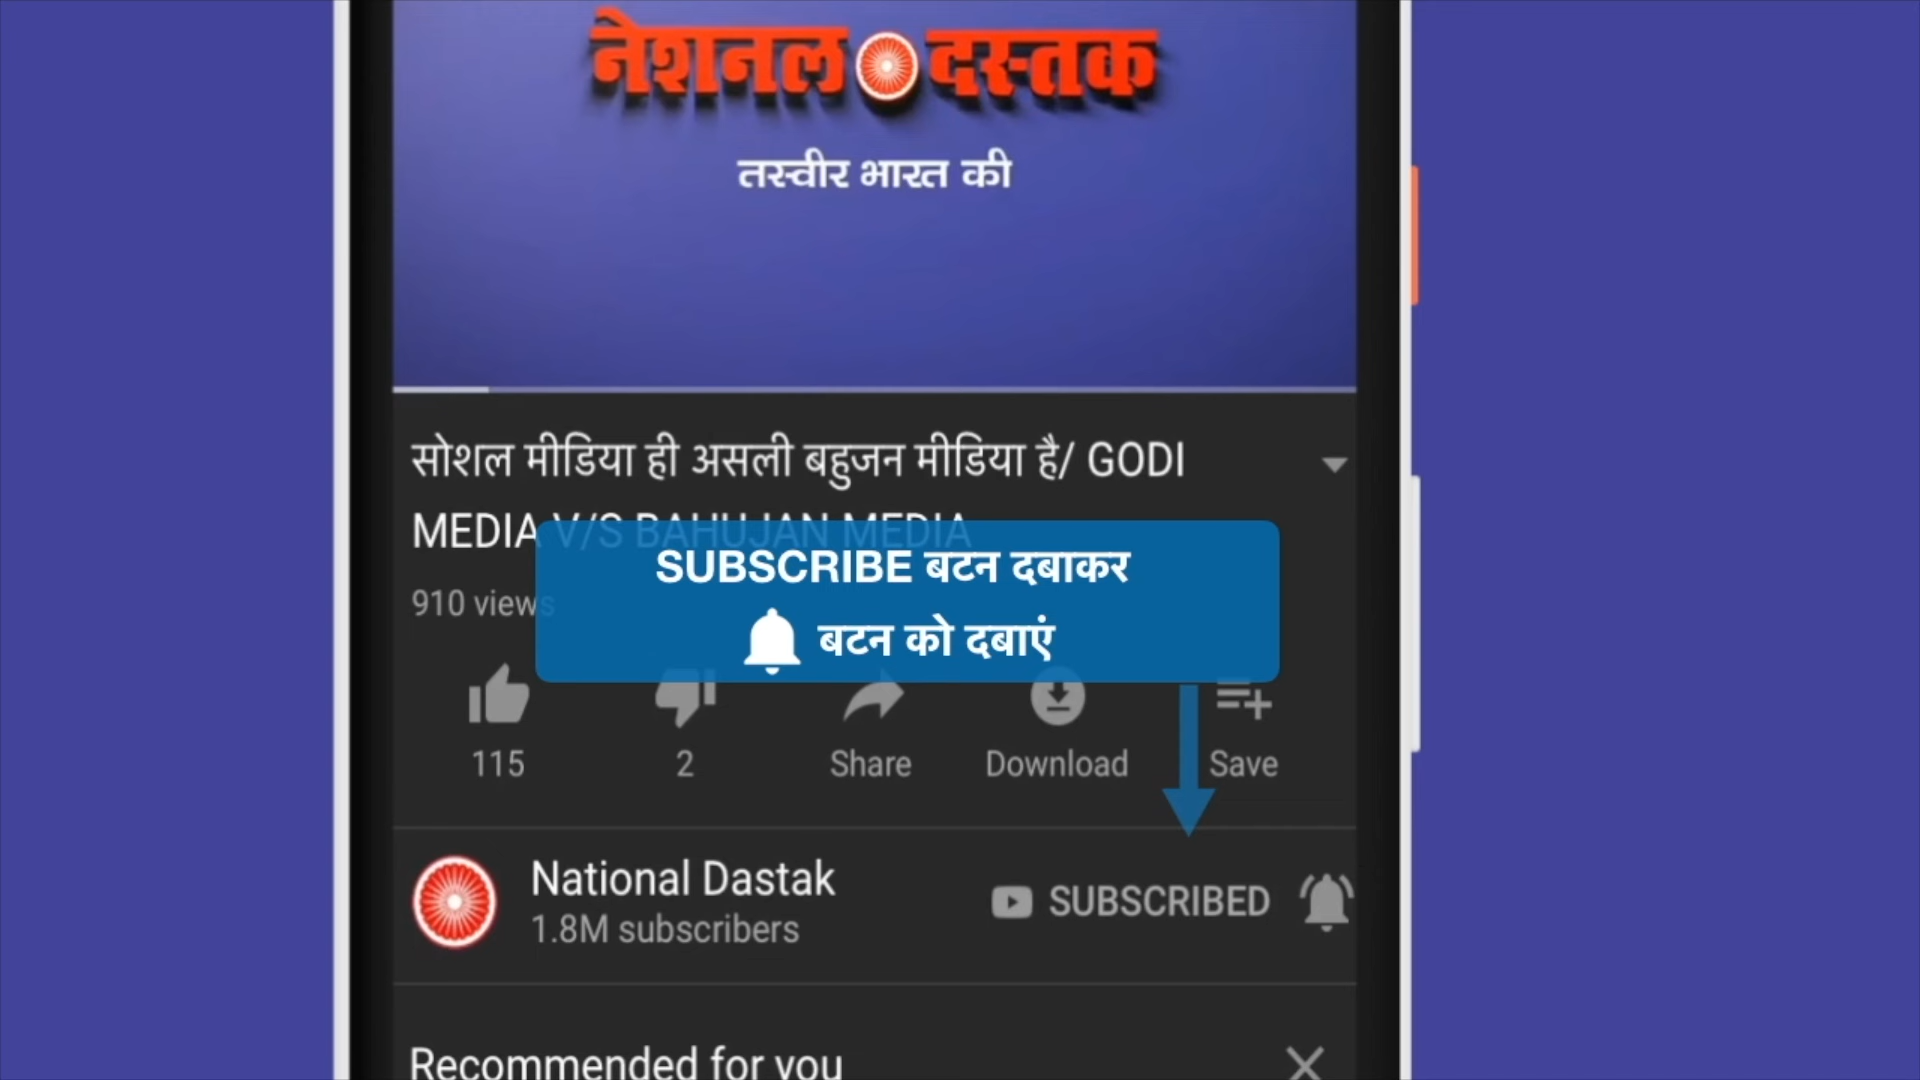 नेशनल दस्तक
तस्वीर भारत की
सोशल मीडिया ही असली बहुजन मीडिया है/ GODI
MEDIA V/S BAHUJAN MEDIA
910 views
SUBSCRIBE बटन दबाकर
बटन को दबाएं
115
2
Share
Download
Save
National Dastak
1.8M subscribers
SUBSCRIBED
Recommended for you